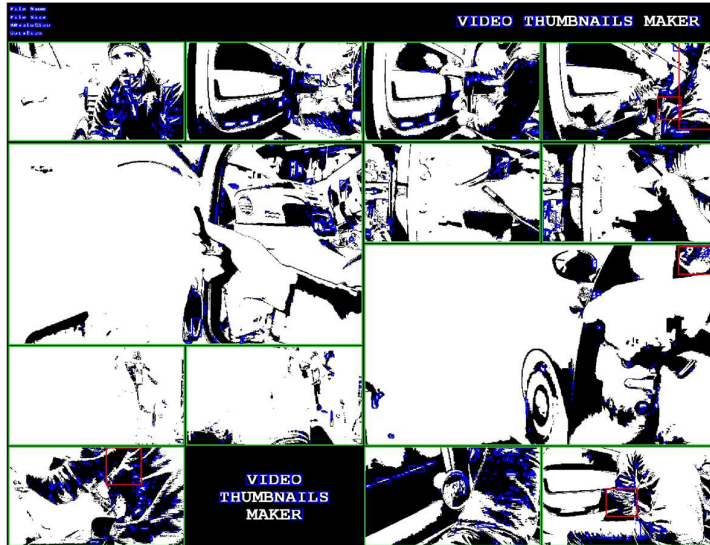 File Name
File Size
Resolution
Duration
VIDEO THUMBNAILS MAKER
VIDEO
THUMBNAILS
MAKER